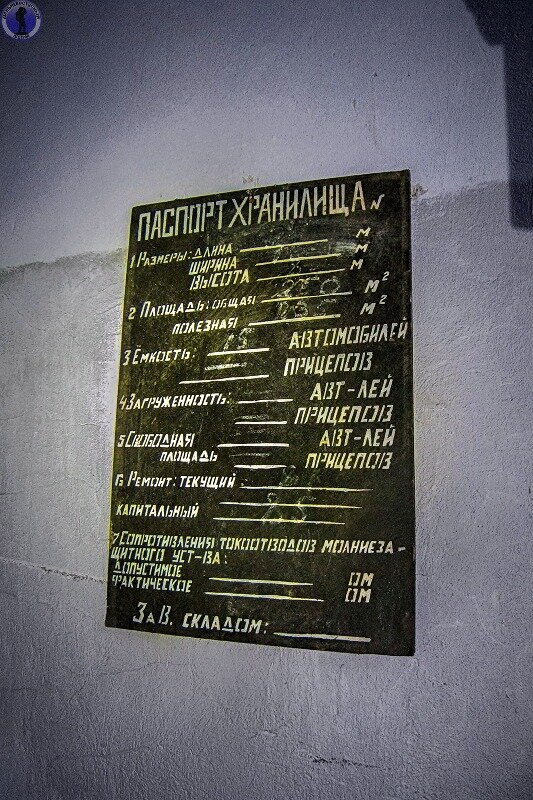 ПАСПОРТ ХРАНИЛИЩА N
1 РАЗМЕРЫ: ДЛИНА М
ШИРИНА М
ВЫСОТА М
2 ПЛОЩАДЬ: ОБЩАЯ М²
ПОЛЕЗНАЯ М²
3 ЁМКОСТЬ: АВТОМОБИЛЕЙ
ПРИЦЕПОВ
4 ЗАГРУЖЕННОСТЬ: АВТ-ЛЕЙ
ПРИЦЕПОВ
5 СВОБОДНАЯ АВТ-ЛЕЙ
ПЛОЩАДЬ ПРИЦЕПОВ
6 РЕМОНТ: ТЕКУЩИЙ
КАПИТАЛЬНЫЙ
7 СОПРОТИВЛЕНИЯ ТОКООТВОДОВ МОЛНИЕЗА-
ЩИТНОГО УСТ-ВА:
ДОПУСТИМОЕ ОМ
ФАКТИЧЕСКОЕ ОМ
ЗАВ. СКЛАДОМ: